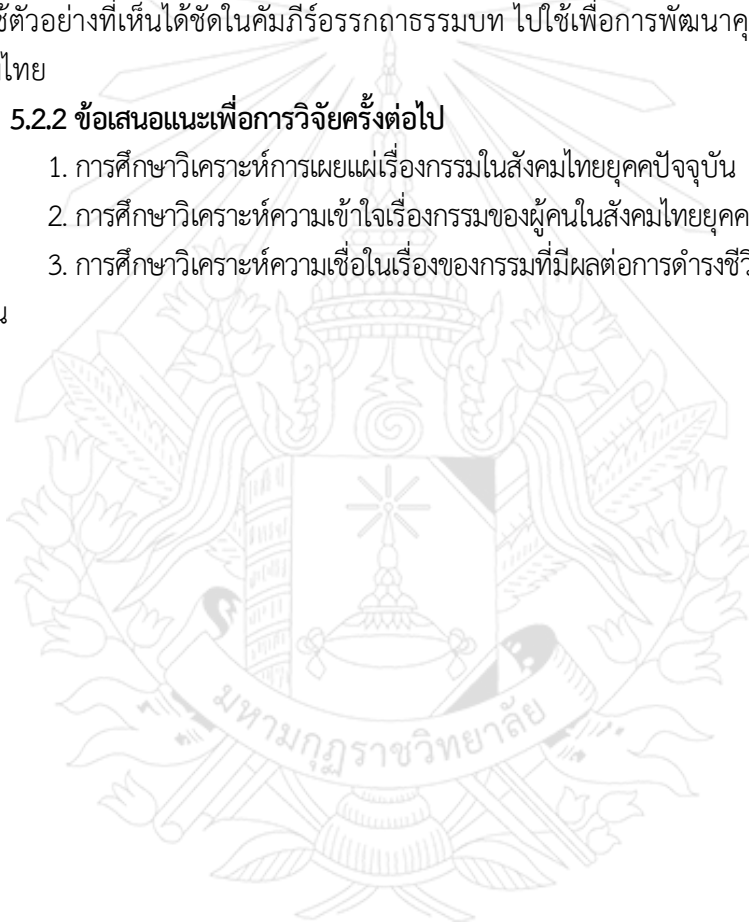 ช้ตัวอย่างที่เห็นได้ชัดในคัมภีร์อรรกถาธรรมบท ไปใช้เพื่อการพัฒนาคุ
มไทย
5.2.2 ข้อเสนอแนะเพื่อการวิจัยครั้งต่อไป
1. การศึกษาวิเคราะห์การเผยแผ่เรื่องกรรมในสังคมไทยยุคคปัจจุบัน
2. การศึกษาวิเคราะห์ความเข้าใจเรื่องกรรมของผู้คนในสังคมไทยยุคค
3. การศึกษาวิเคราะห์ความเชื่อในเรื่องของกรรมที่มีผลต่อการดำรงชีวิ
น
มหามกุฏราชวิทยาลัย